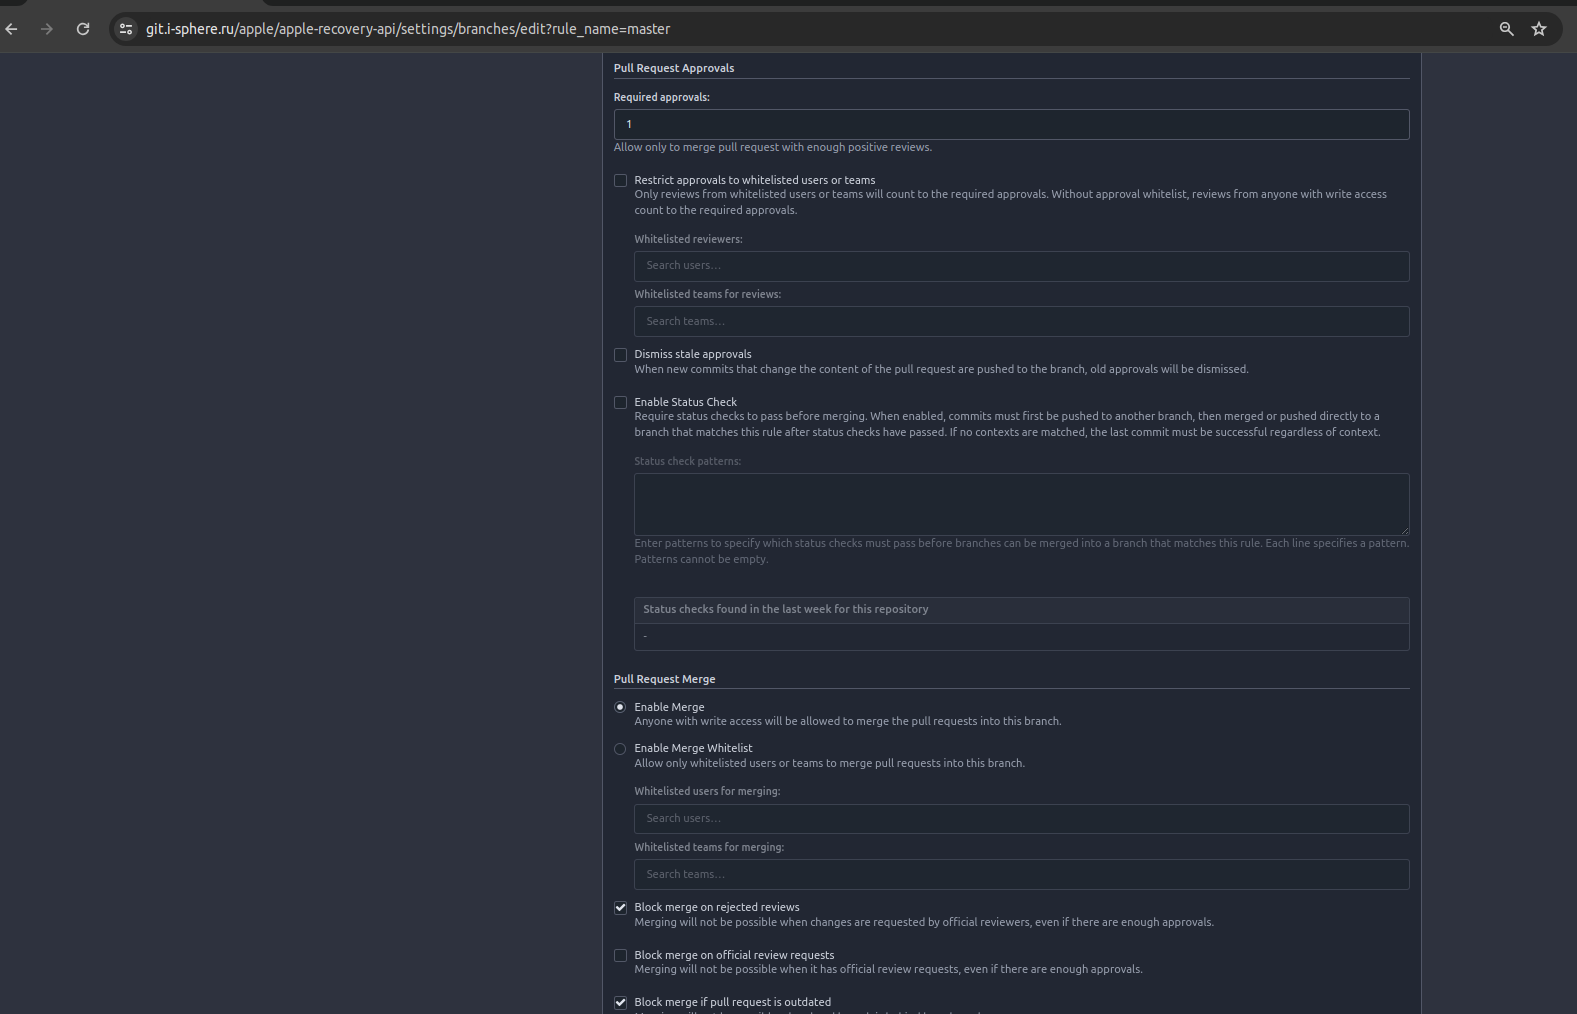 git.i-sphere.ru/apple/apple-recovery-api/settings/branches/edit?rule_name=master
Pull Request Approvals
Required approvals:
1
Allow only to merge pull request with enough positive reviews.
Restrict approvals to whitelisted users or teams
Only reviews from whitelisted users or teams will count to the required approvals. Without approval whitelist, reviews from anyone with write access
count to the required approvals.
Whitelisted reviewers:
Search users...
Whitelisted teams for reviews:
Search teams...
Dismiss stale approvals
When new commits that change the content of the pull request are pushed to the branch, old approvals will be dismissed.
Enable Status Check
Require status checks to pass before merging. When enabled, commits must first be pushed to another branch, then merged or pushed directly to a
branch that matches this rule after status checks have passed. If no contexts are matched, the last commit must be successful regardless of context.
Status check patterns:
Enter patterns to specify which status checks must pass before branches can be merged into a branch that matches this rule. Each line specifies a pattern.
Patterns cannot be empty.
Status checks found in the last week for this repository
-
Pull Request Merge
Enable Merge
Anyone with write access will be allowed to merge the pull requests into this branch.
Enable Merge Whitelist
Allow only whitelisted users or teams to merge pull requests into this branch.
Whitelisted users for merging:
Search users...
Whitelisted teams for merging:
Search teams...
Block merge on rejected reviews
Merging will not be possible when changes are requested by official reviewers, even if there are enough approvals.
Block merge on official review requests
Merging will not be possible when it has official review requests, even if there are enough approvals.
Block merge if pull request is outdated